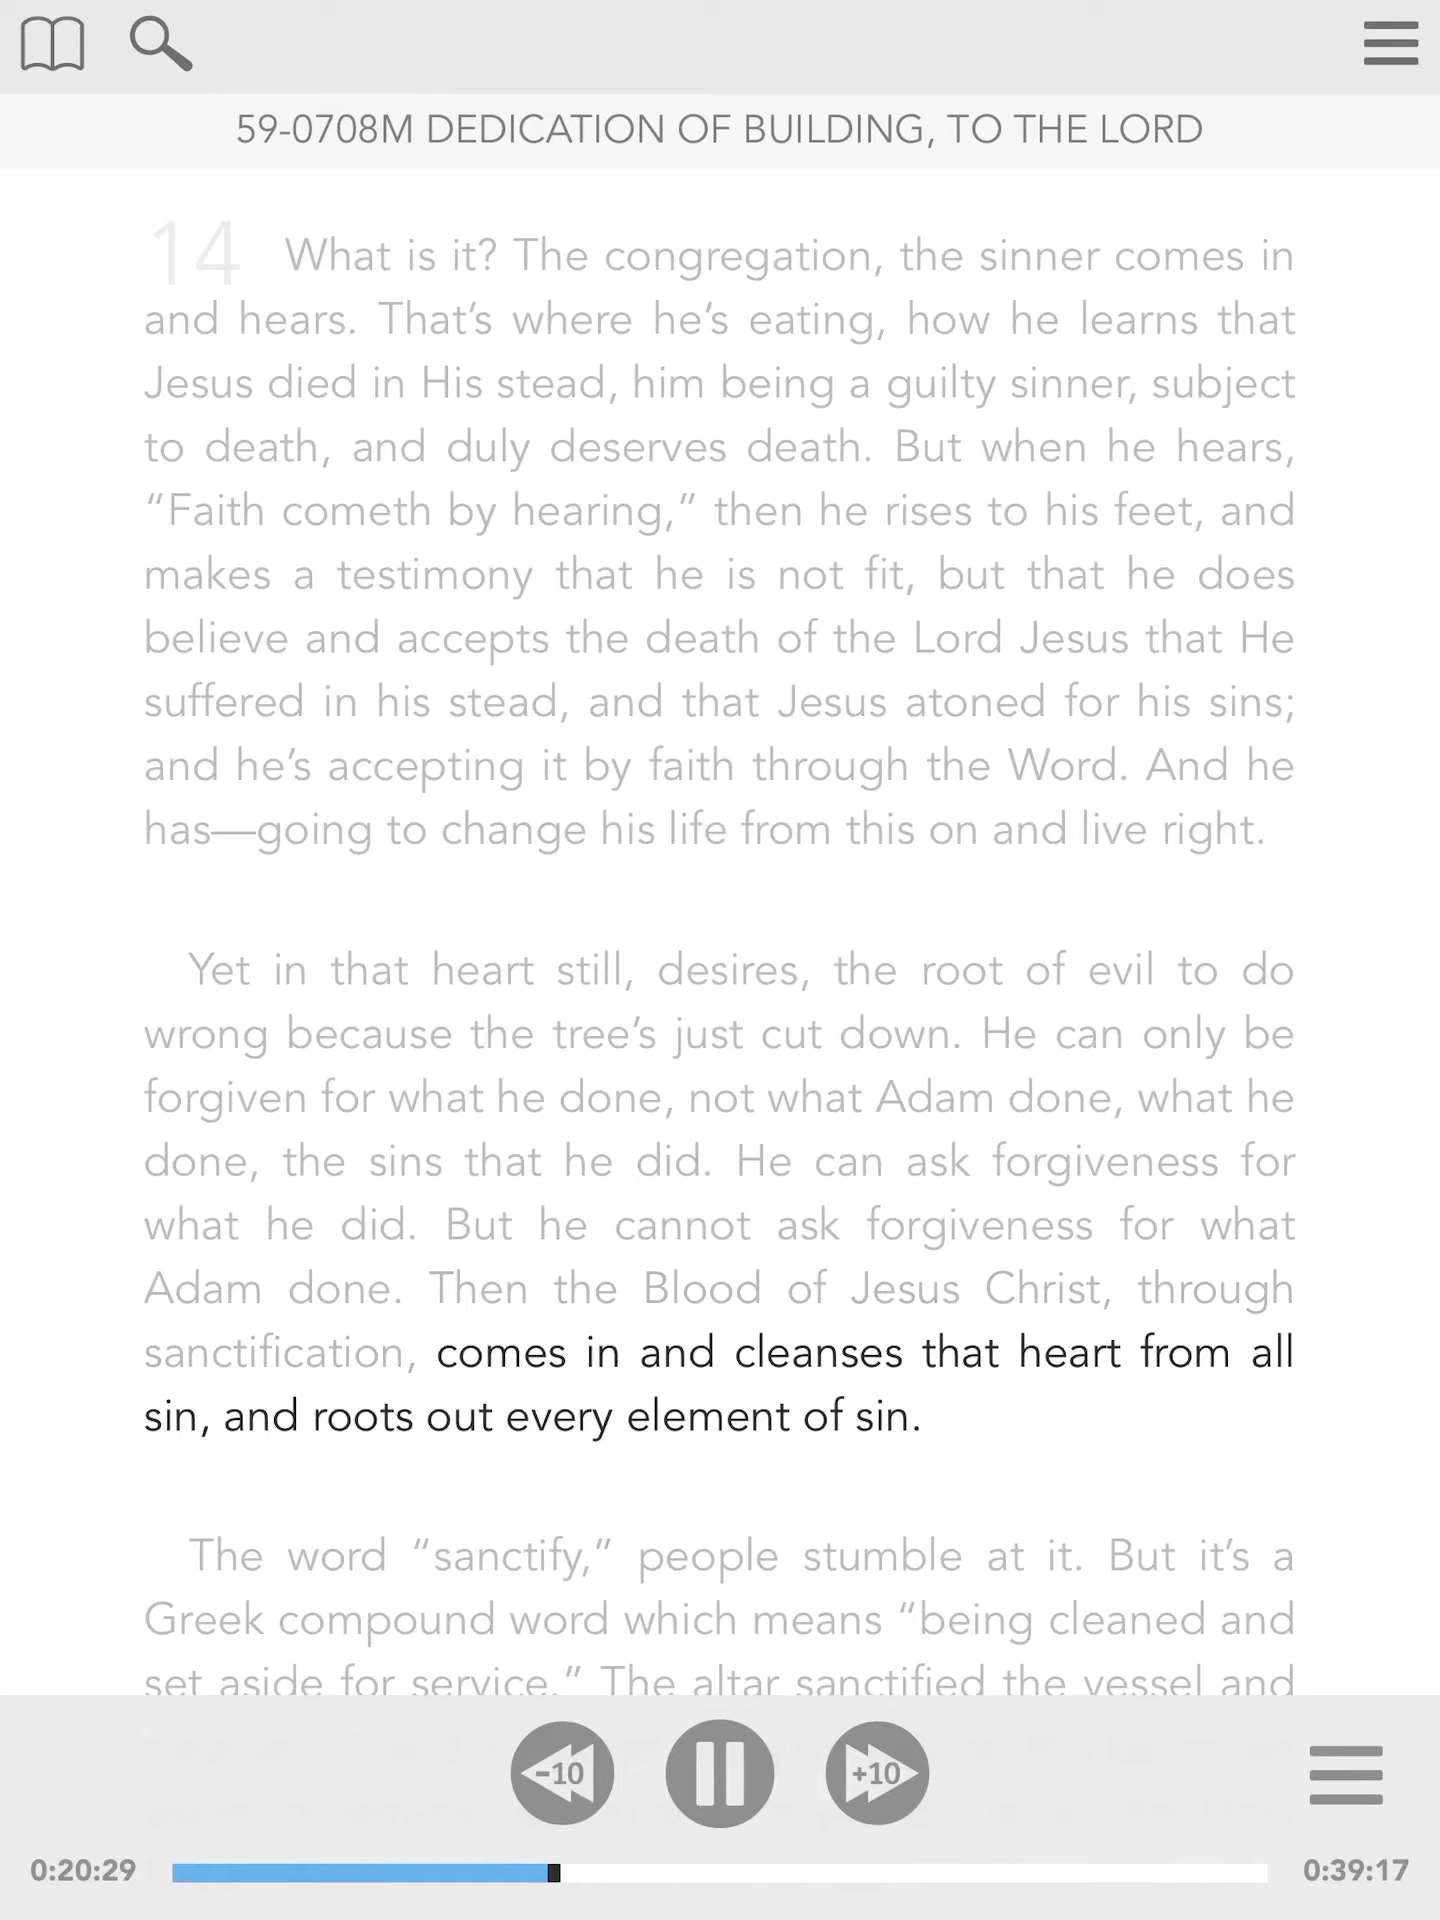 59-0708M DEDICATION OF BUILDING, TO THE LORD
14 What is it? The congregation, the sinner comes in
and hears. That’s where he’s eating, how he learns that
Jesus died in His stead, him being a guilty sinner, subject
to death, and duly deserves death. But when he hears,
“Faith cometh by hearing,” then he rises to his feet, and
makes a testimony that he is not fit, but that he does
believe and accepts the death of the Lord Jesus that He
suffered in his stead, and that Jesus atoned for his sins;
and he’s accepting it by faith through the Word. And he
has—going to change his life from this on and live right.
Yet in that heart still, desires, the root of evil to do
wrong because the tree’s just cut down. He can only be
forgiven for what he done, not what Adam done, what he
done, the sins that he did. He can ask forgiveness for
what he did. But he cannot ask forgiveness for what
Adam done. Then the Blood of Jesus Christ, through
sanctification, comes in and cleanses that heart from all
sin, and roots out every element of sin.
The word “sanctify,” people stumble at it. But it’s a
Greek compound word which means “being cleaned and
set aside for service.” The altar sanctified the vessel and
-10 +10
0:20:29 0:39:17